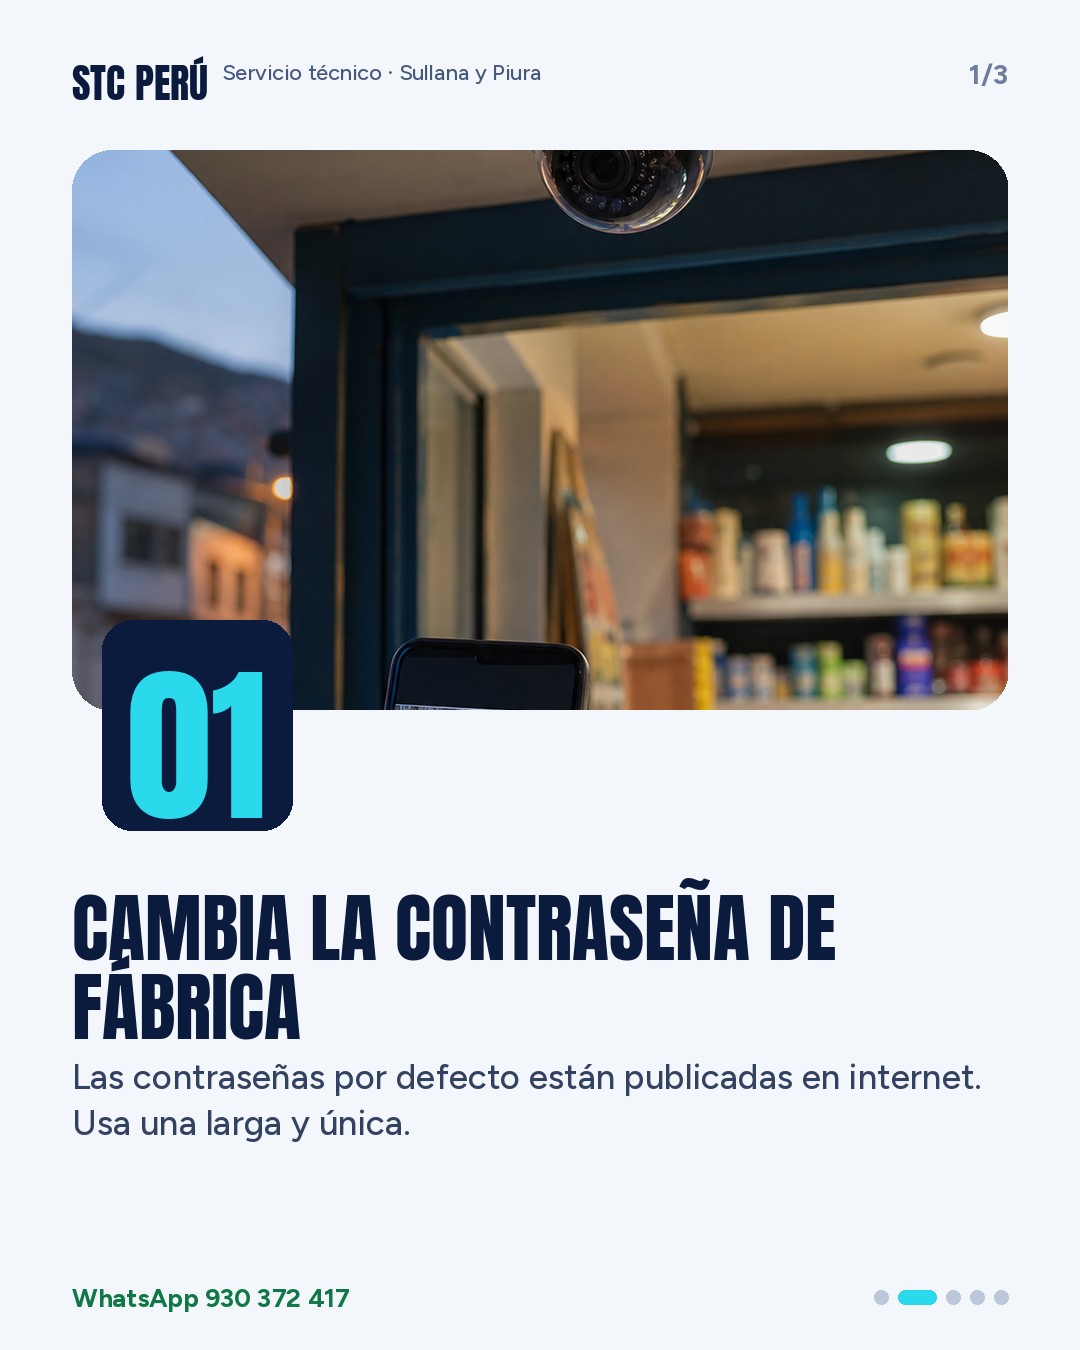 STC PERÚ Servicio técnico · Sullana y Piura
1/3
01
CAMBIA LA CONTRASEÑA DE
FÁBRICA
Las contraseñas por defecto están publicadas en internet.
Usa una larga y única.
WhatsApp 930 372 417